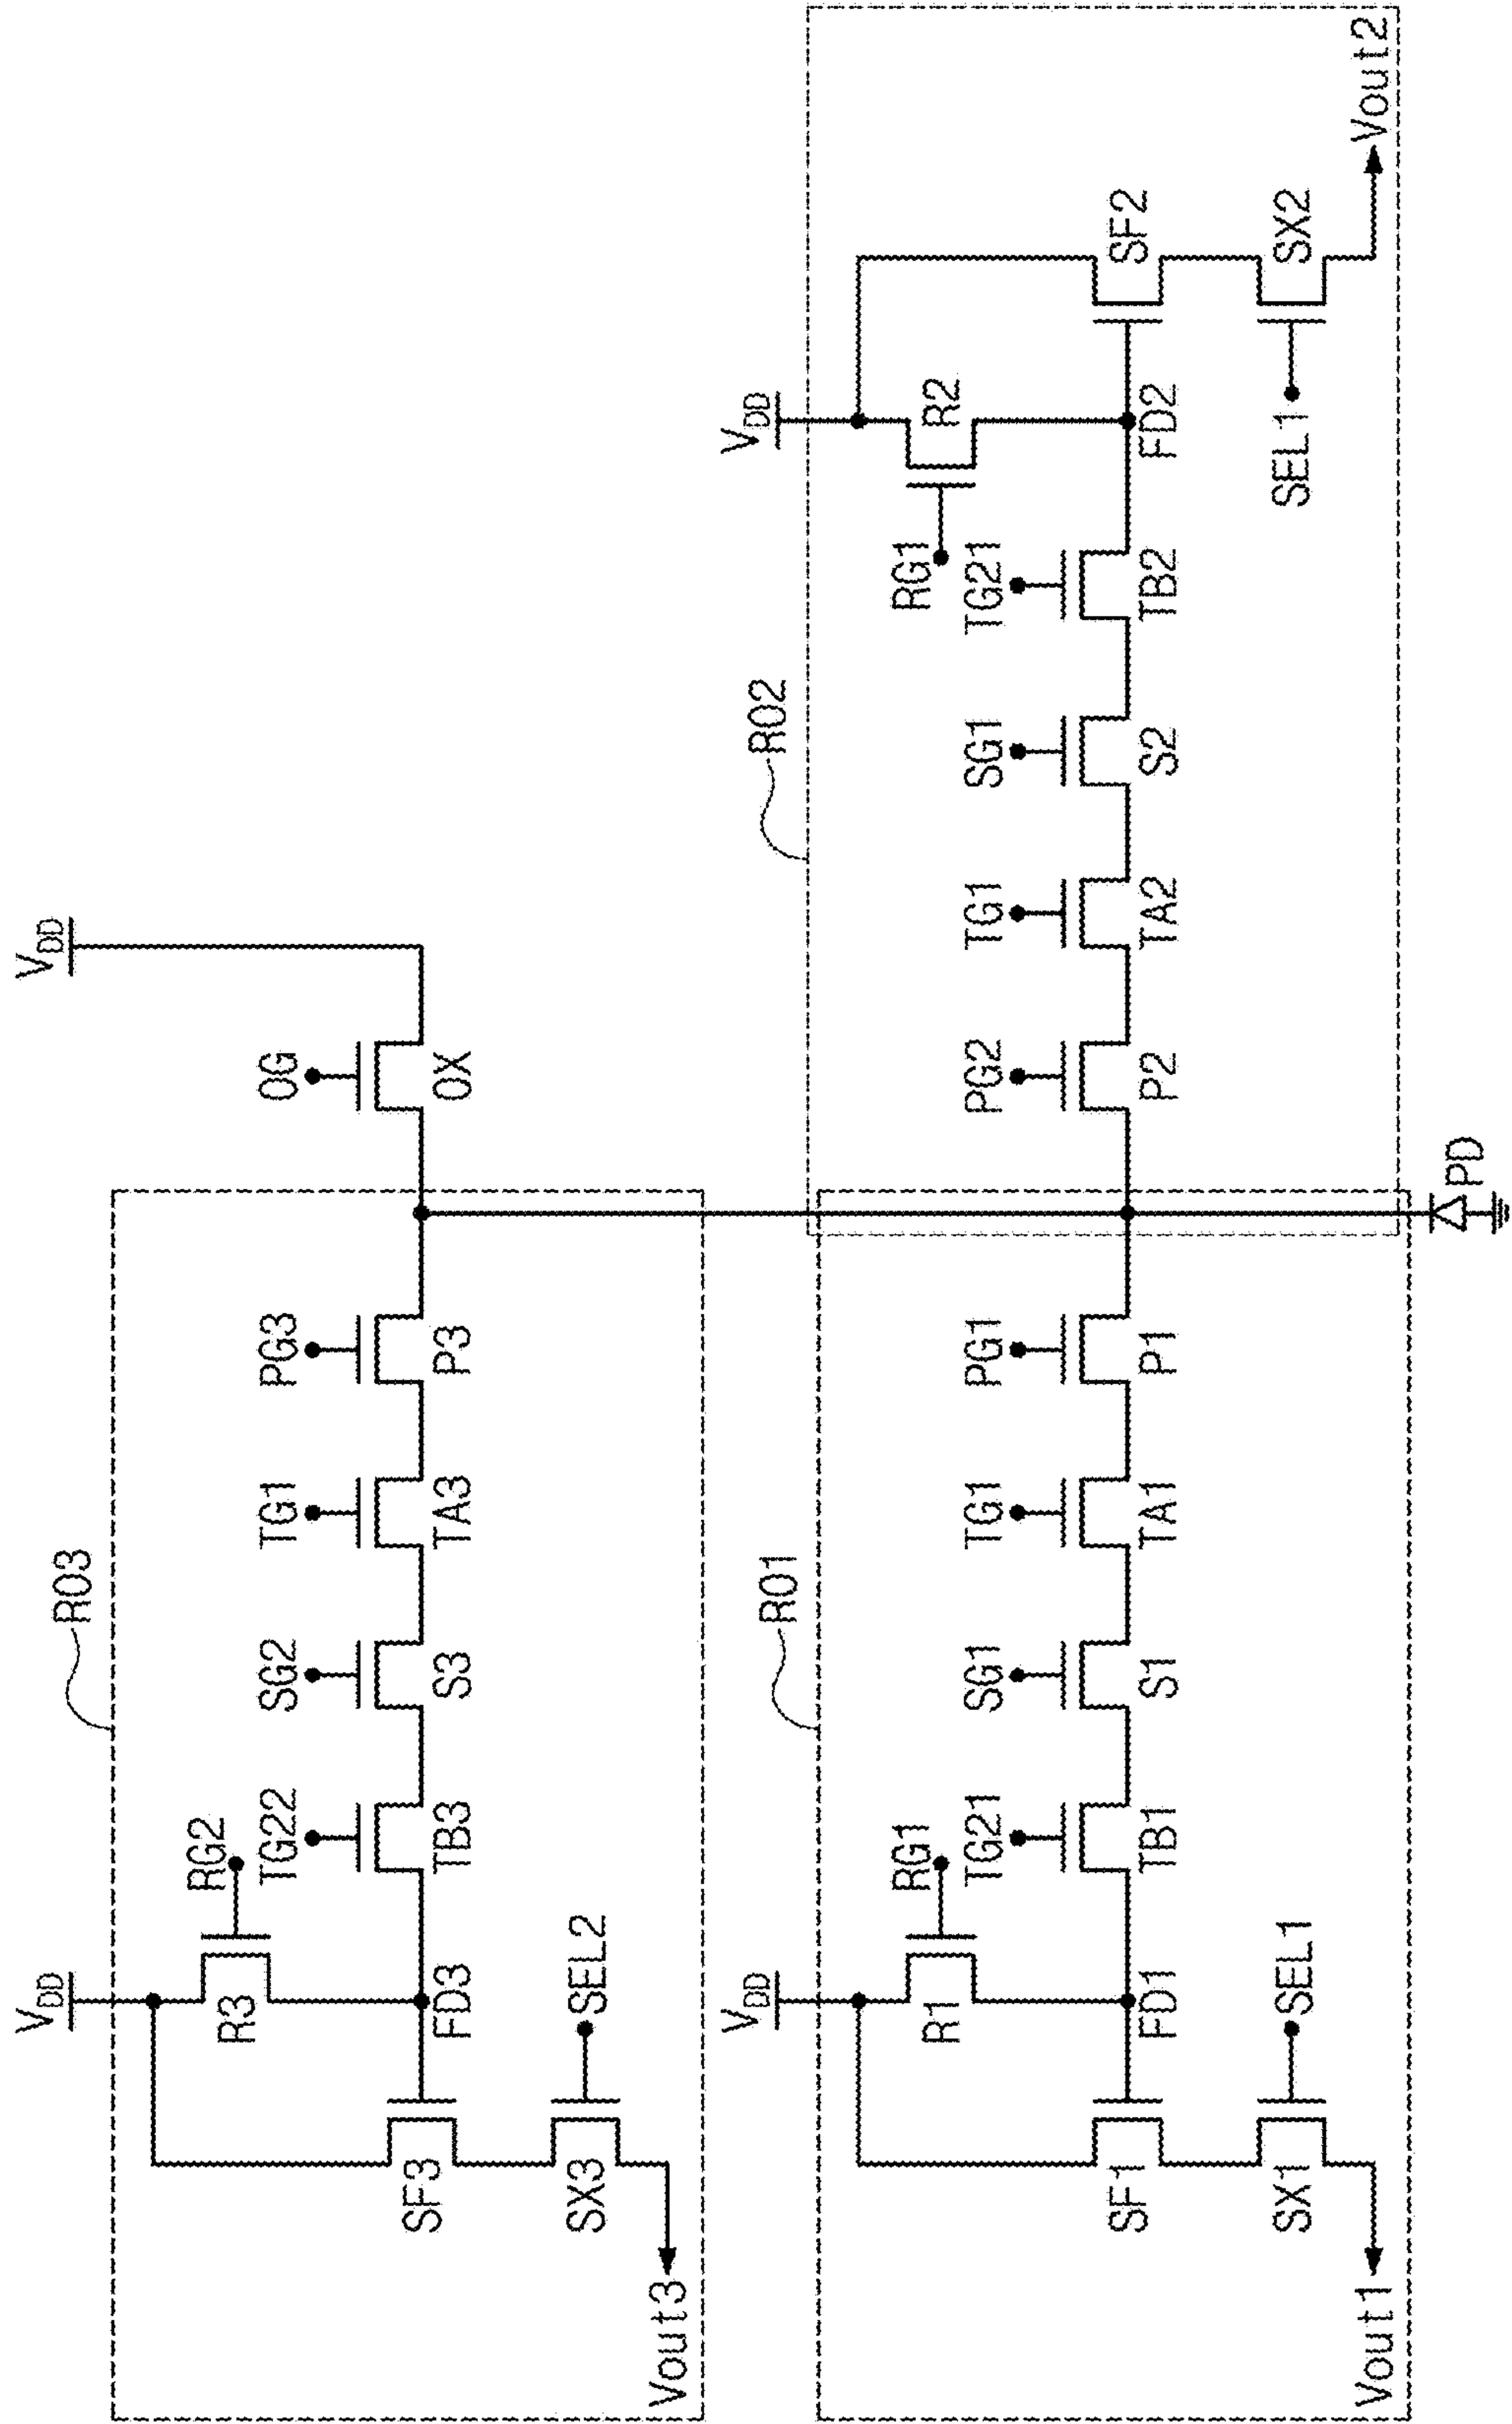 VDD
RO3
VDD
R3
RG2
TG22
SG2
TG1
PG3
OG
SF3
FD3
TB3
S3
TA3
P3
OX
SX3
SEL2
Vout3
VDD
RO1
RO2
VDD
R1
RG1
RG1
R2
TG21
SG1
TG1
PG1
PG2
TG1
SG1
TG21
SF1
FD1
TB1
S1
TA1
P1
P2
TA2
S2
TB2
FD2
SF2
SX1
SEL1
SEL1
SX2
Vout1
Vout2
PD